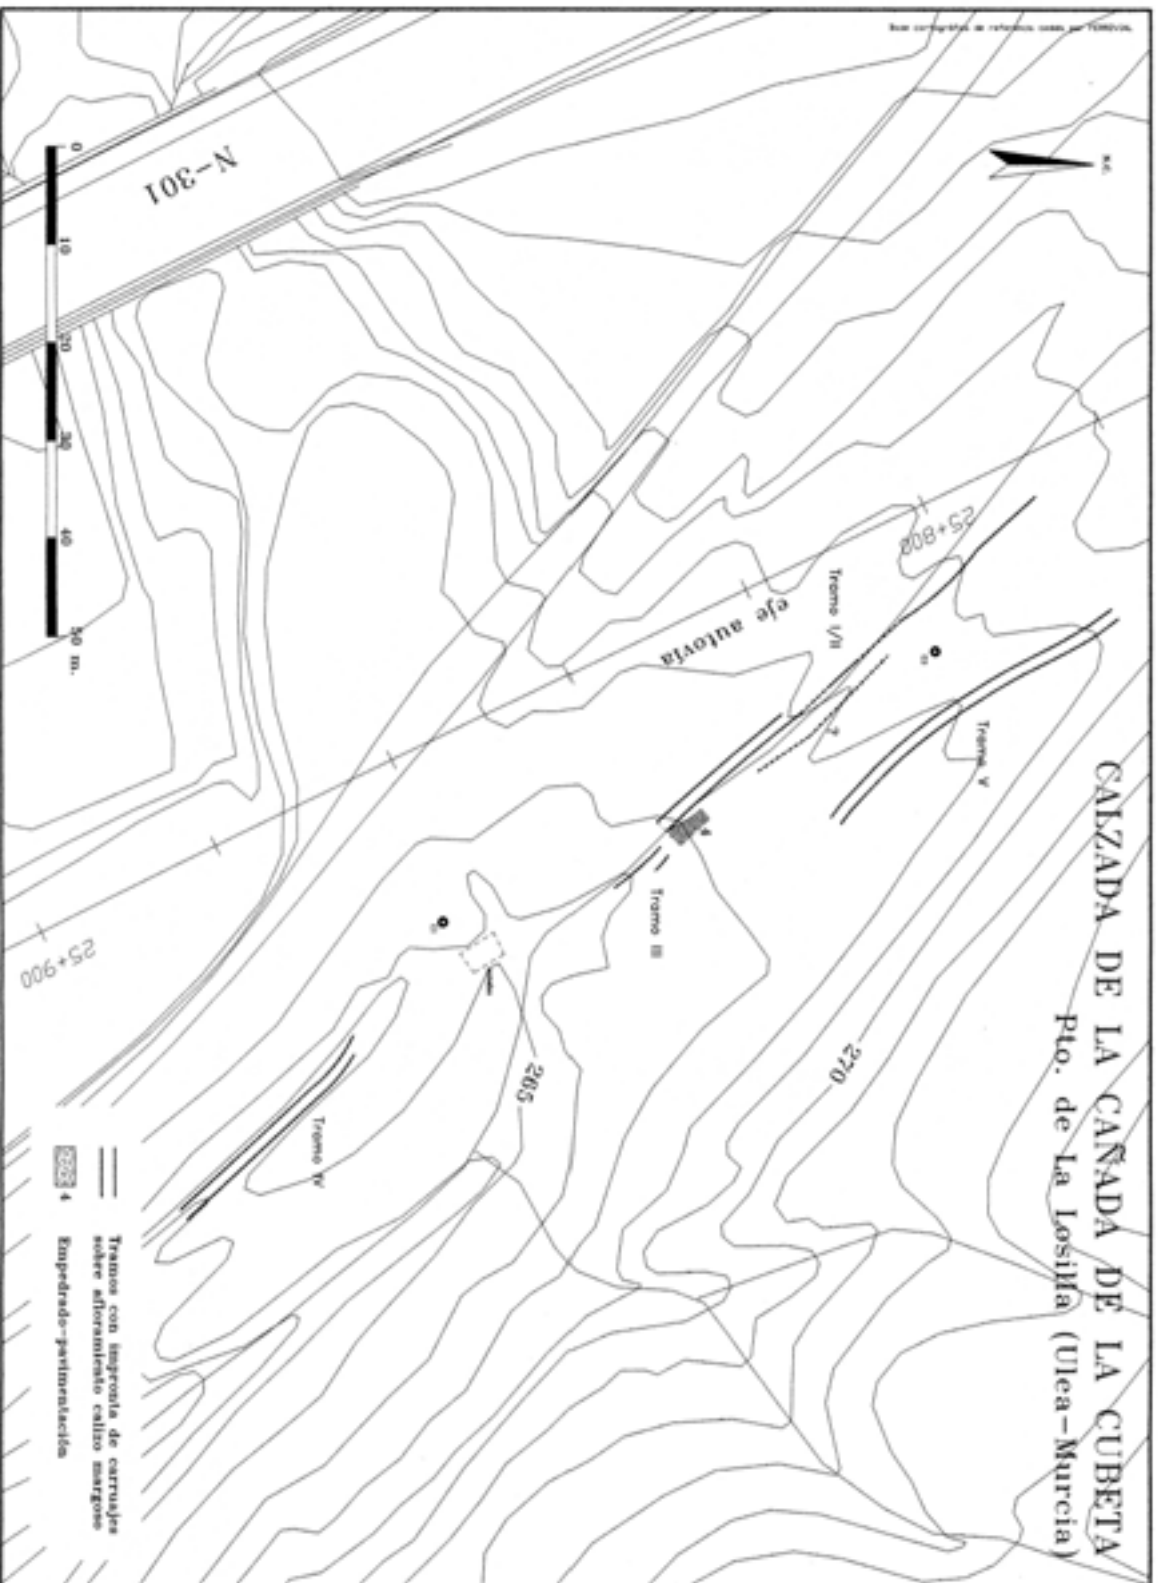 CALZADA DE LA CAÑADA DE LA CUBETA
Pto. de La Losilla (Ulea-Murcia)
N.G.
N-301
25+800
eje autovia
Tramo I/II
?
Tramo V
4
Tramo III
270
265
25+900
Tramo IV
0 10 20 30 40 50 m.
Tramos con impronta de carruajes
sobre afloramiento calizo margoso
4 Empedrado-pavimentación